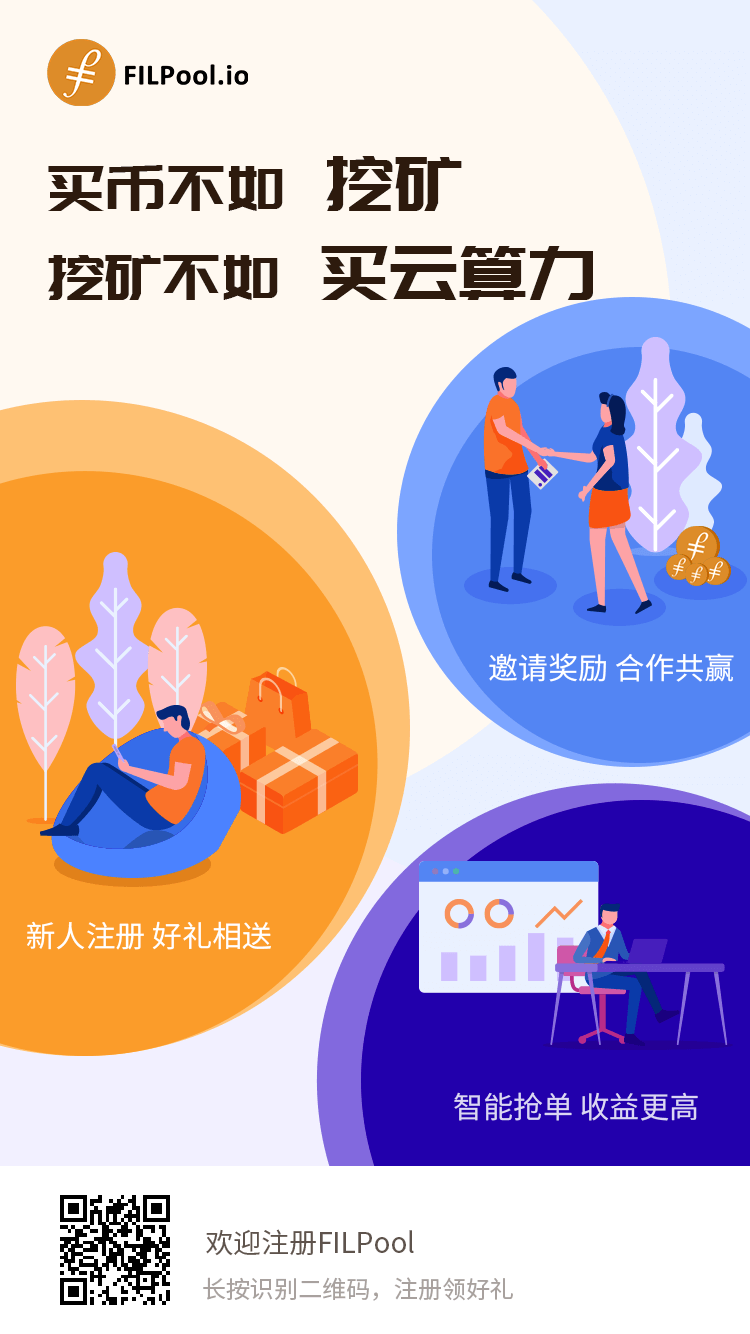 FILPool.io
买币不如 挖矿
挖矿不如 买云算力
邀请奖励 合作共赢
新人注册 好礼相送
智能抢单 收益更高
欢迎注册FILPool
长按识别二维码，注册领好礼